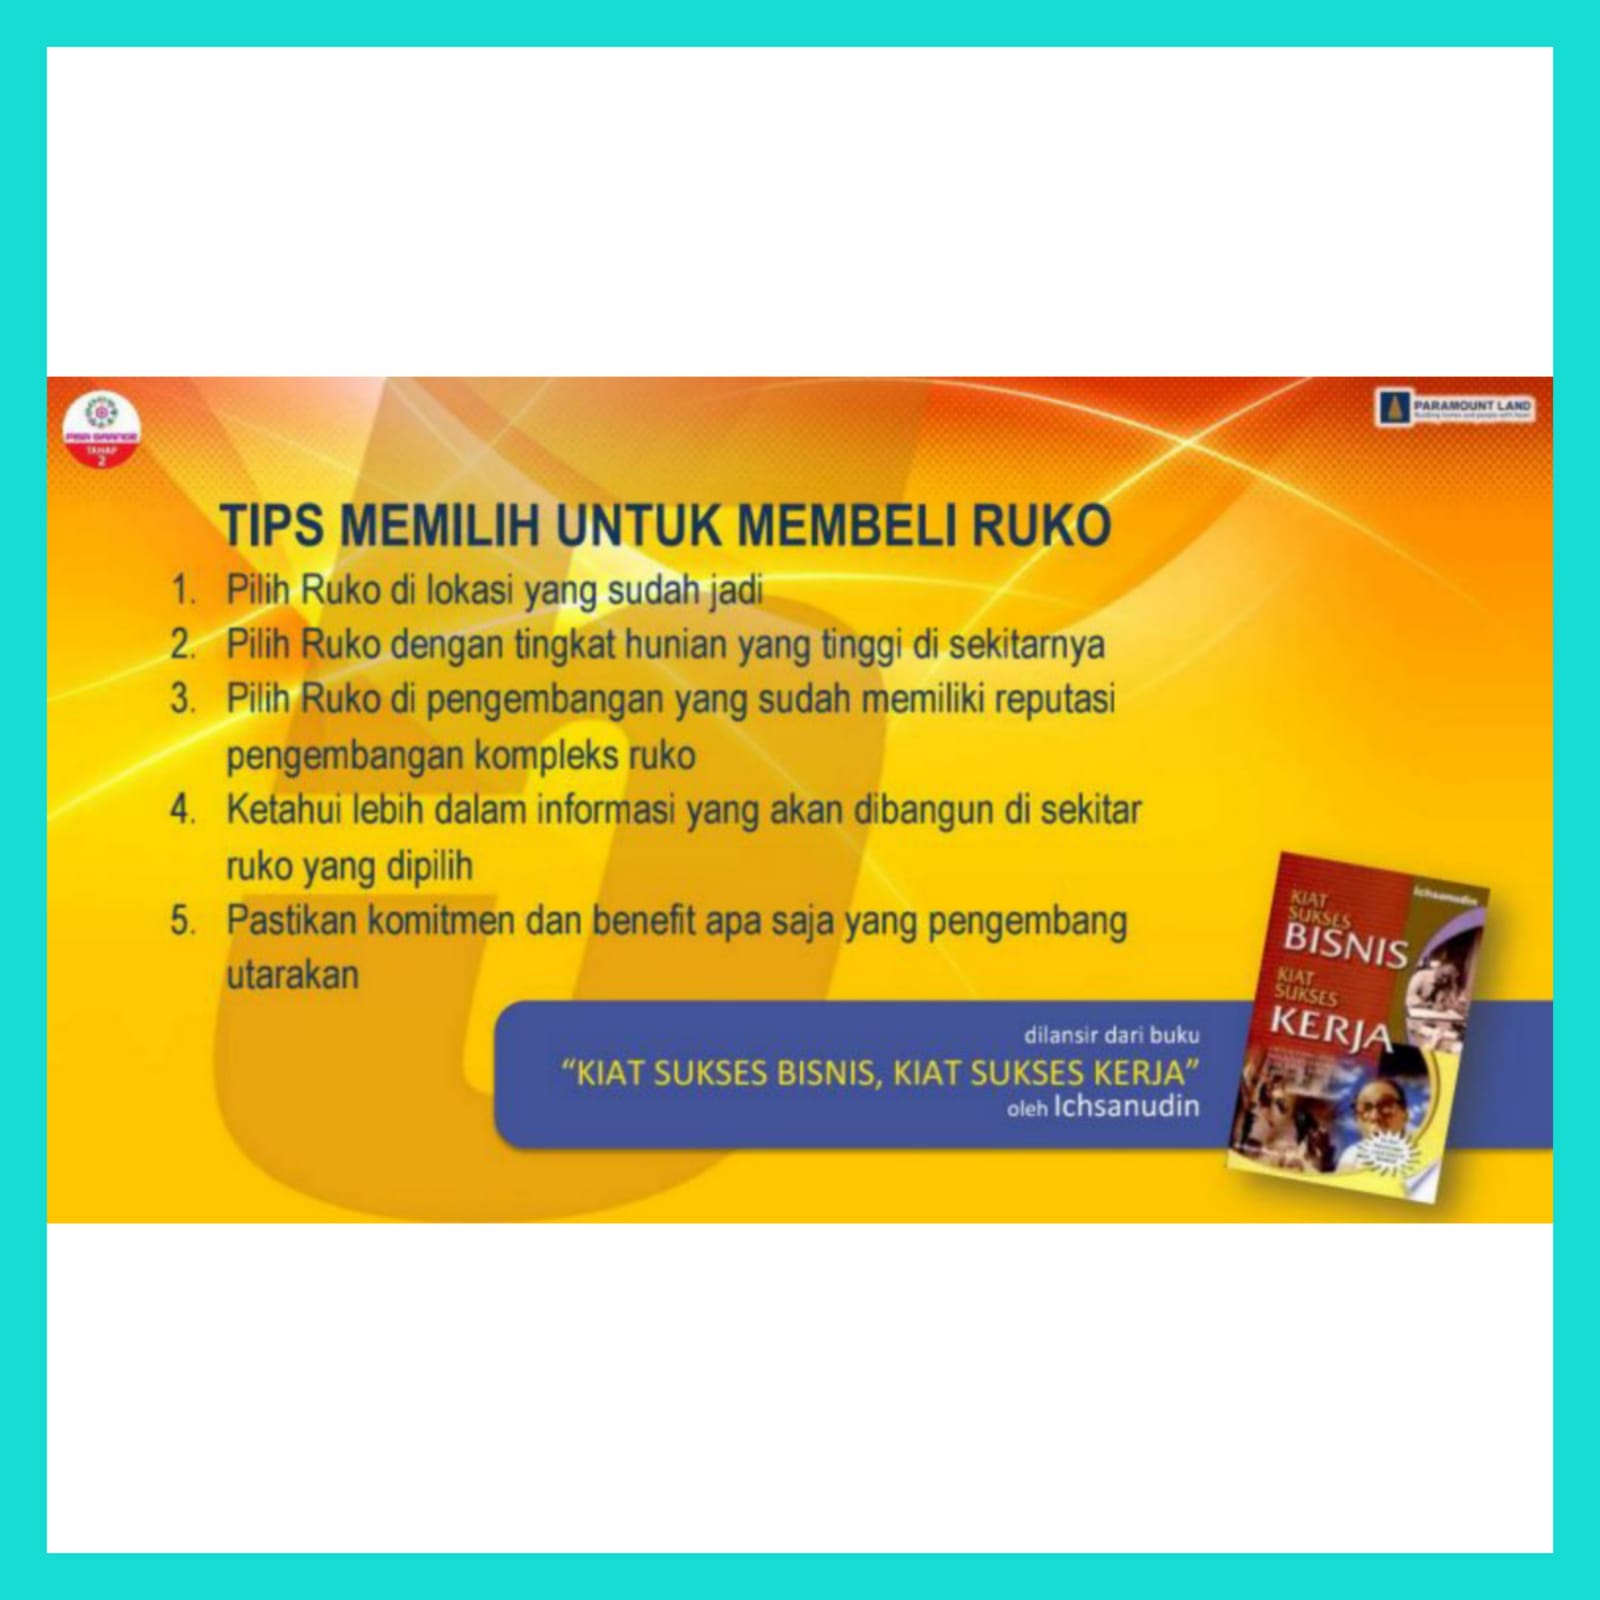 TAHAP
2
PARAMOUNT LAND
TIPS MEMILIH UNTUK MEMBELI RUKO
1. Pilih Ruko di lokasi yang sudah jadi
2. Pilih Ruko dengan tingkat hunian yang tinggi di sekitarnya
3. Pilih Ruko di pengembangan yang sudah memiliki reputasi
pengembangan kompleks ruko
4. Ketahui lebih dalam informasi yang akan dibangun di sekitar
ruko yang dipilih
5. Pastikan komitmen dan benefit apa saja yang pengembang
utarakan
dilansir dari buku
“KIAT SUKSES BISNIS, KIAT SUKSES KERJA”
oleh Ichsanudin
Ichsanudin
KIAT
SUKSES
BISNIS
KIAT
SUKSES
KERJA